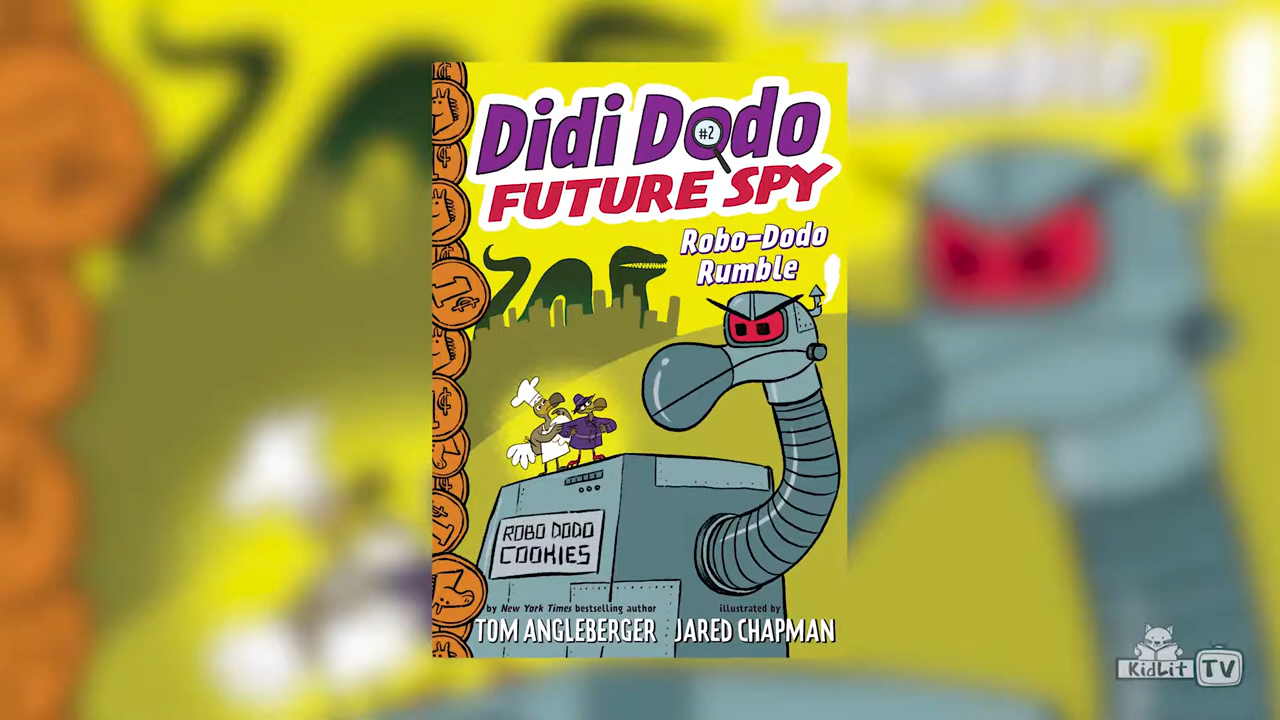 Didi Dodo
#2
FUTURE SPY
Robo-Dodo
Rumble
ROBO DODO
COOKIES
by New York Times bestselling author
TOM ANGLEBERGER
illustrated by
JARED CHAPMAN
KidLit TV